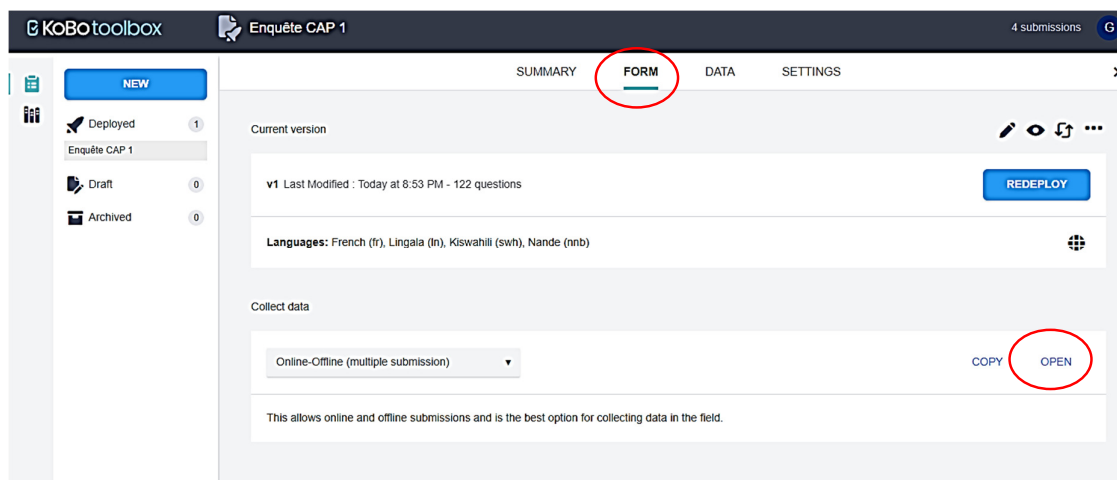 KoBotoolbox
Enquête CAP 1
4 submissions
G
NEW
SUMMARY
FORM
DATA
SETTINGS
Deployed
1
Enquête CAP 1
Draft
0
Archived
0
Current version
v1 Last Modified : Today at 8:53 PM - 122 questions
REDEPLOY
Languages: French (fr), Lingala (ln), Kiswahili (swh), Nande (nnb)
Collect data
Online-Offline (multiple submission)
COPY
OPEN
This allows online and offline submissions and is the best option for collecting data in the field.